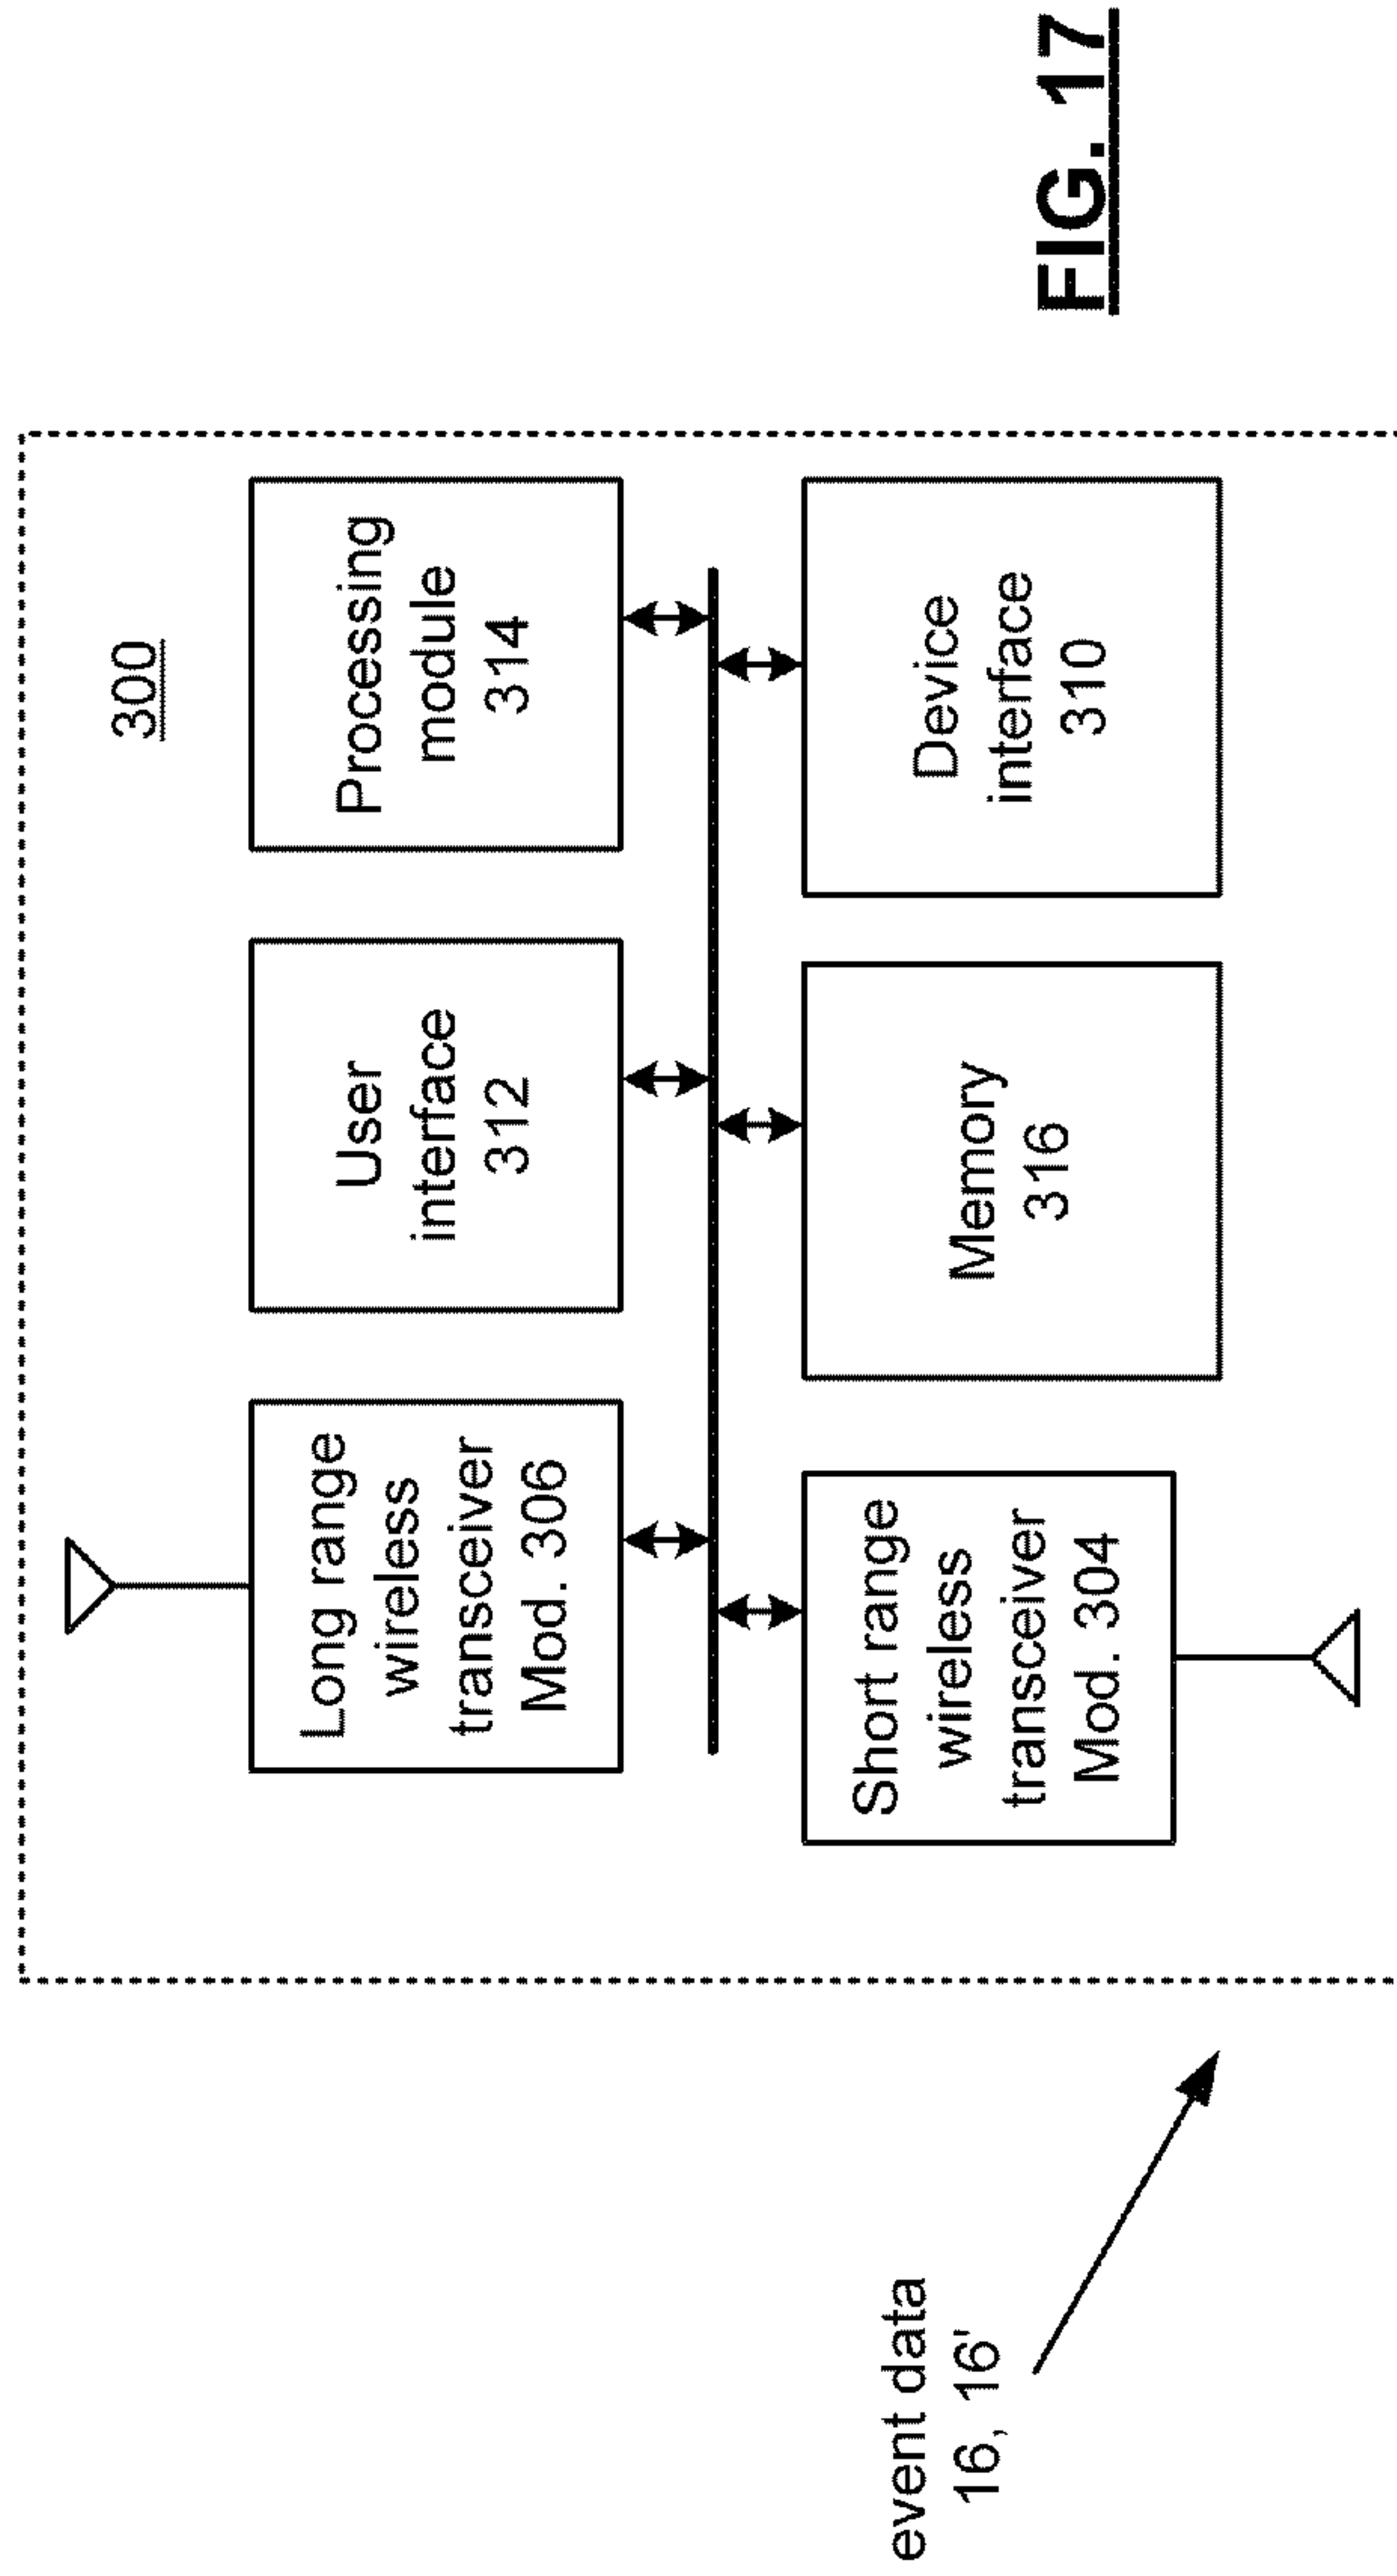 300
Long range
wireless
transceiver
Mod. 306
User
interface
312
Processing
module
314
Short range
wireless
transceiver
Mod. 304
Memory
316
Device
interface
310
event data
16, 16'
FIG. 17